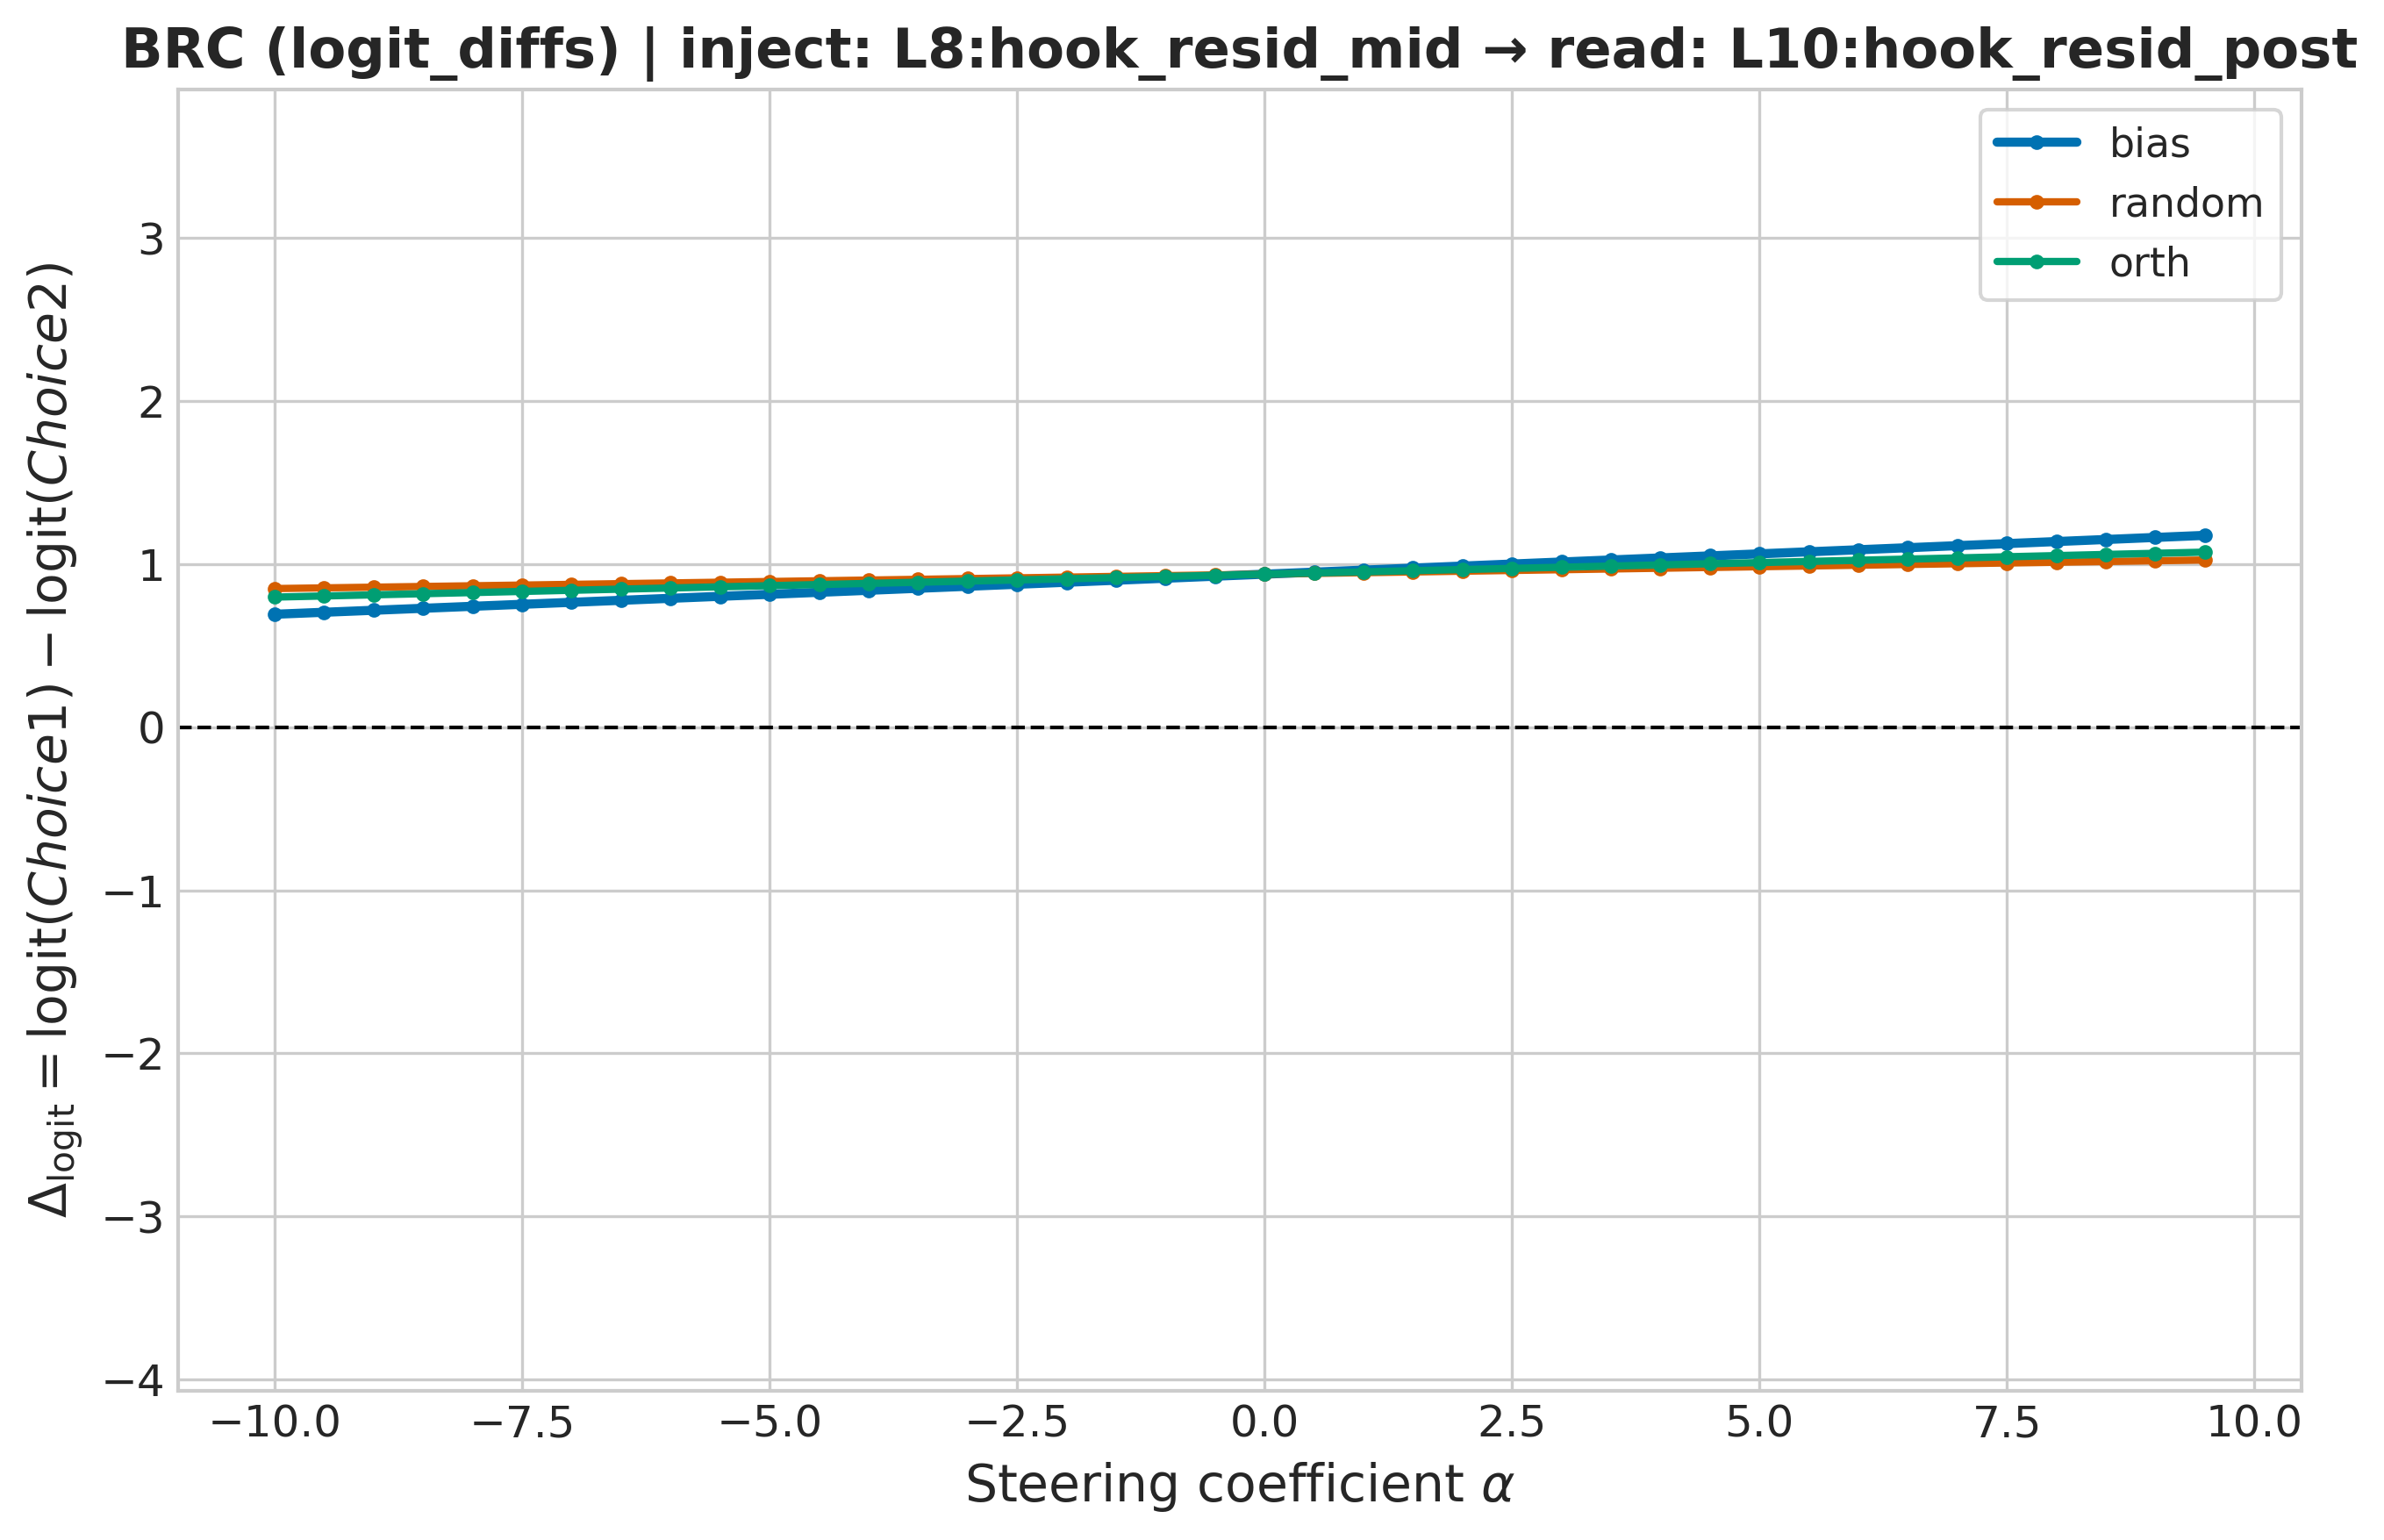 BRC (logit_diffs) | inject: L8:hook_resid_mid → read: L10:hook_resid_post
bias
random
orth
Δlogit = logit(Choice1) − logit(Choice2)
3
2
1
0
−1
−2
−3
−4
−10.0
−7.5
−5.0
−2.5
0.0
2.5
5.0
7.5
10.0
Steering coefficient α